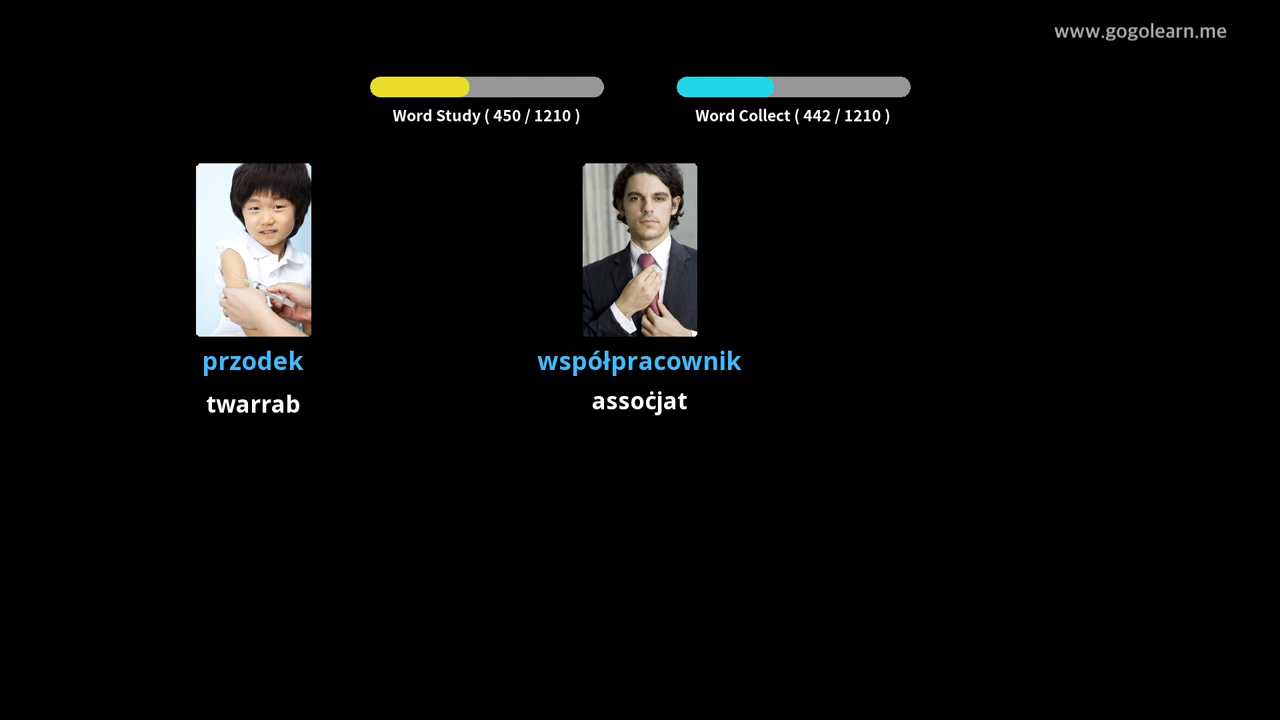 www.gogolearn.me
Word Study ( 450 / 1210 )
Word Collect ( 442 / 1210 )
przodek
współpracownik
twarrab
assoċjat